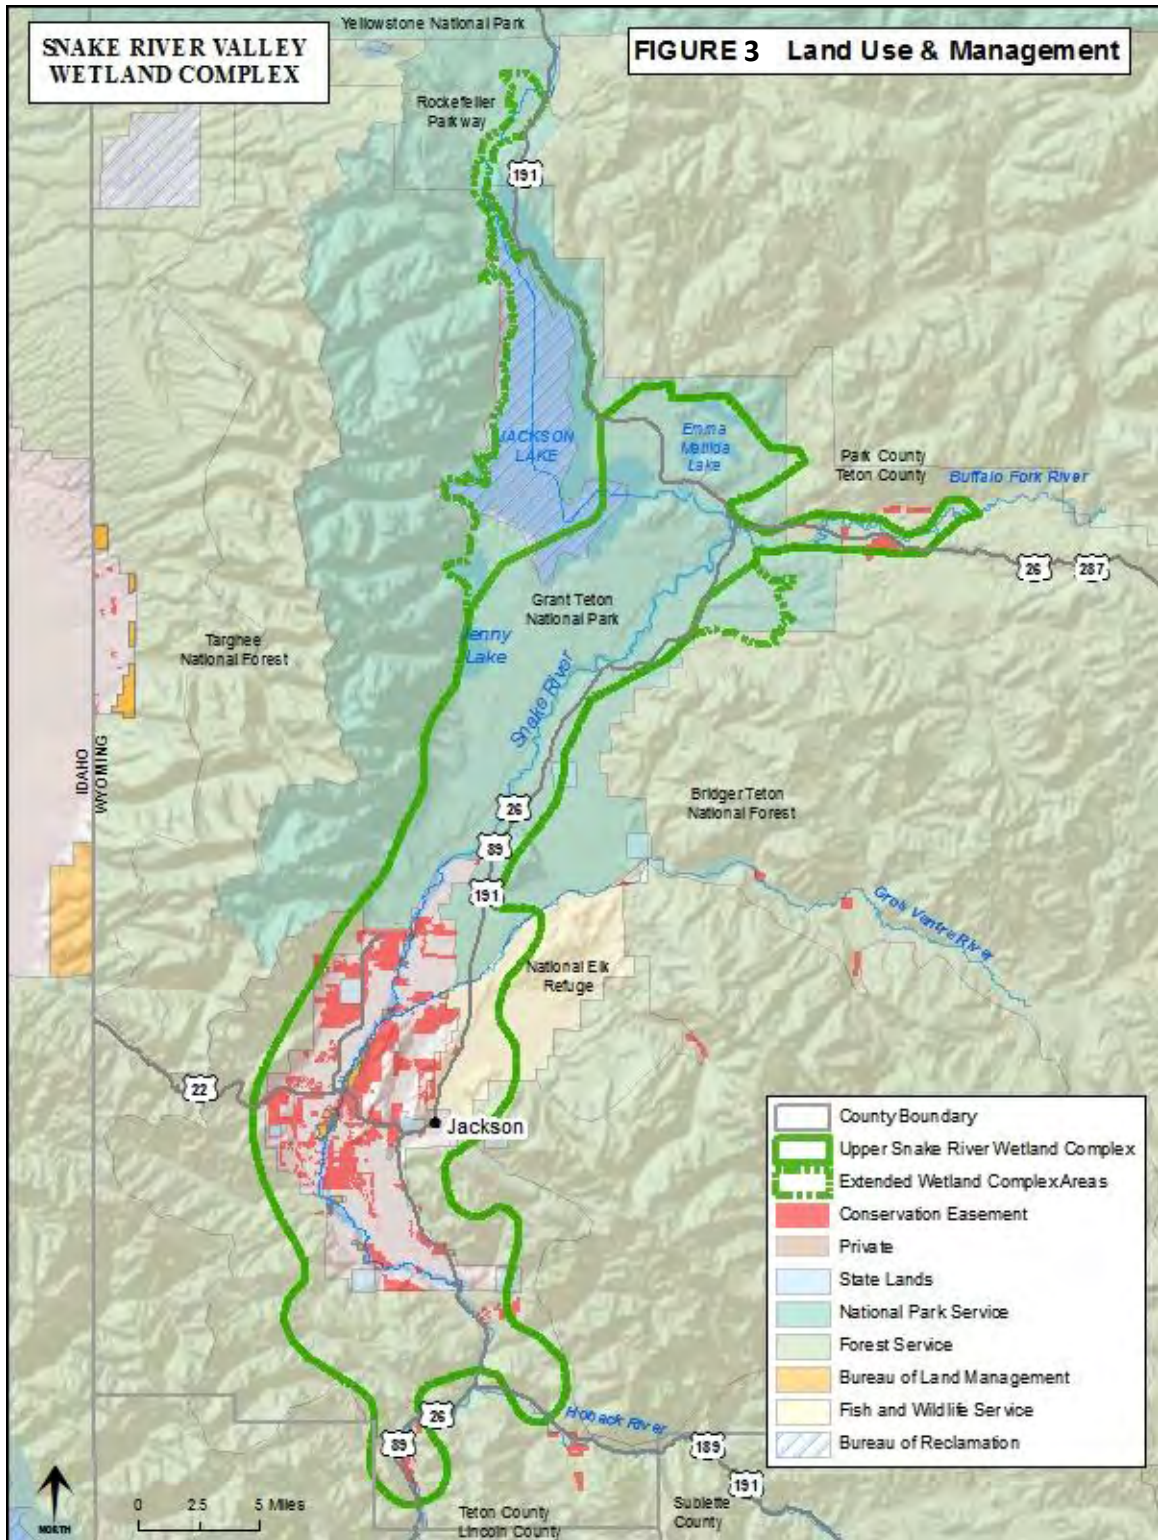 Yellowstone National Park
SNAKE RIVER VALLEY
WETLAND COMPLEX
FIGURE 3 Land Use & Management
Rockefeller
Parkway
191
JACKSON
LAKE
Emma
Matilda
Lake
Park County
Teton County
Buffalo Fork River
26
287
Grant Teton
National Park
Jenny
Lake
Targhee
National Forest
Snake River
IDAHO
WYOMING
Bridger Teton
National Forest
26
89
191
Gros Ventre River
National Elk
Refuge
22
Jackson
County Boundary
Upper Snake River Wetland Complex
Extended Wetland Complex Areas
Conservation Easement
Private
State Lands
National Park Service
Forest Service
Bureau of Land Management
Fish and Wildlife Service
Bureau of Reclamation
26
89
Hoback River
189
191
NORTH
0 2.5 5 Miles
Teton County
Lincoln County
Sublette
County